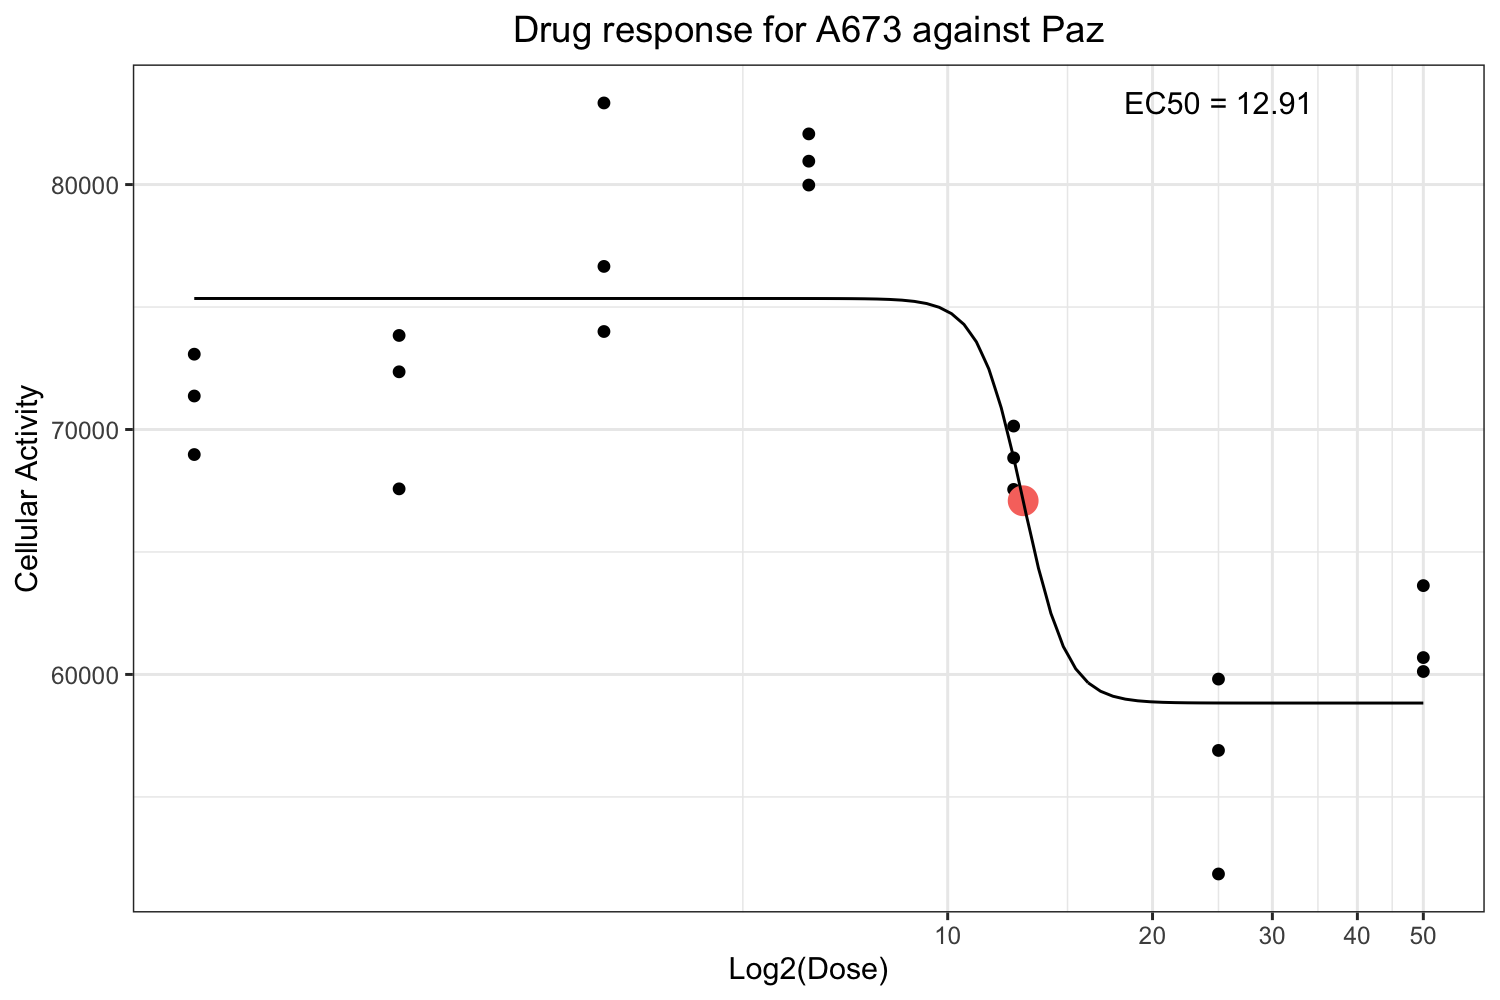 Drug response for A673 against Paz
EC50 = 12.91
80000
70000
60000
Cellular Activity
10 20 30 40 50
Log2(Dose)